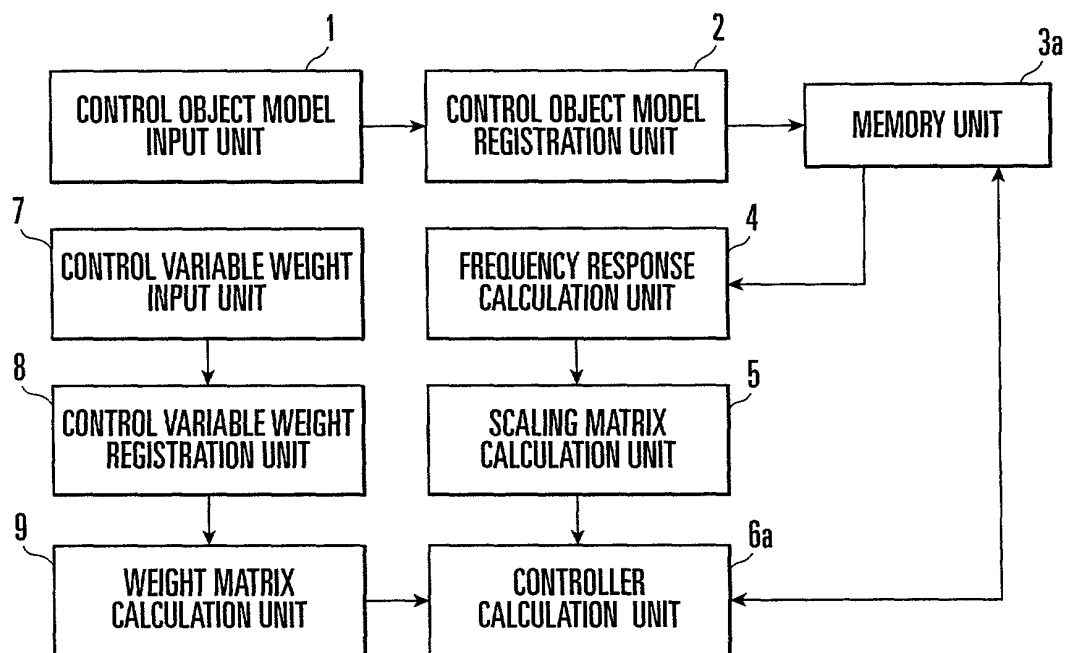 1
CONTROL OBJECT MODEL
INPUT UNIT
2
CONTROL OBJECT MODEL
REGISTRATION UNIT
3a
MEMORY UNIT
7
CONTROL VARIABLE WEIGHT
INPUT UNIT
4
FREQUENCY RESPONSE
CALCULATION UNIT
8
CONTROL VARIABLE WEIGHT
REGISTRATION UNIT
5
SCALING MATRIX
CALCULATION UNIT
9
WEIGHT MATRIX
CALCULATION UNIT
6a
CONTROLLER
CALCULATION UNIT